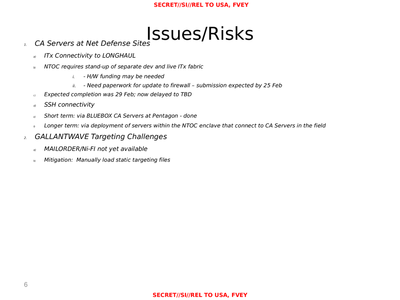 SECRET//SI//REL TO USA, FVEY
Issues/Risks
CA Servers at Net Defense Sites
ITx Connectivity to LONGHAUL
NTOC requires stand-up of separate dev and live ITx fabric
- H/W funding may be needed
- Need paperwork for update to firewall – submission expected by 25 Feb
Expected completion was 29 Feb; now delayed to TBD
SSH connectivity
Short term: via BLUEBOX CA Servers at Pentagon - done
Longer term: via deployment of servers within the NTOC enclave that connect to CA Servers in the field
GALLANTWAVE Targeting Challenges
MAILORDER/Ni-FI not yet available
Mitigation: Manually load static targeting files
6
SECRET//SI//REL TO USA, FVEY